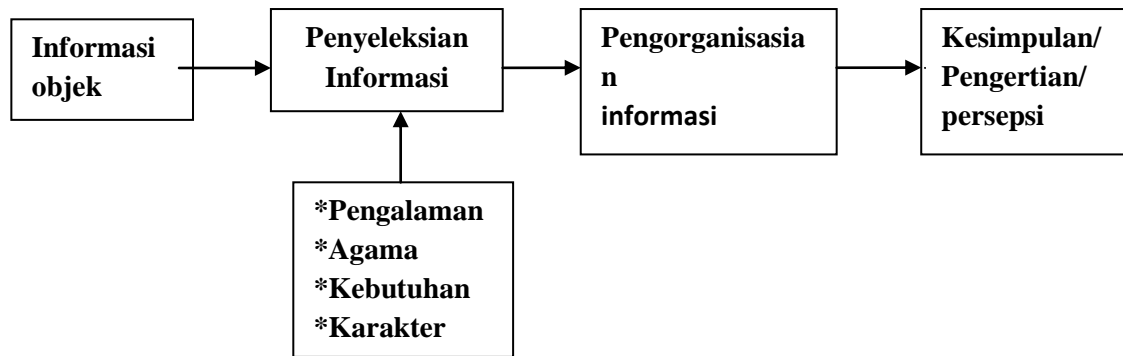 Informasi
objek
Penyeleksian
Informasi
Pengorganisasia
n
informasi
Kesimpulan/
Pengertian/
persepsi
*Pengalaman
*Agama
*Kebutuhan
*Karakter